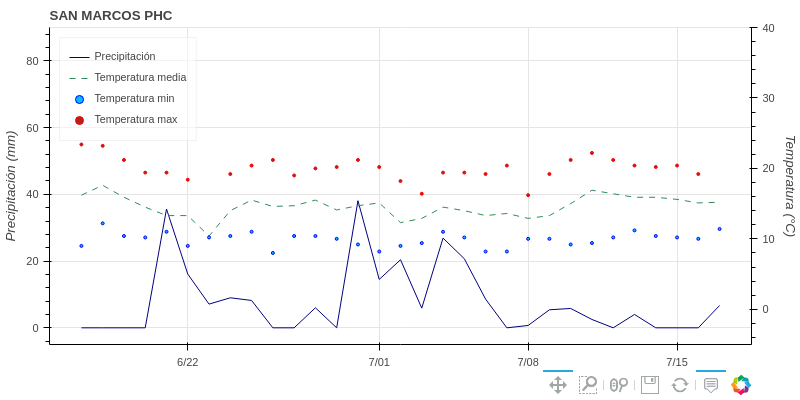 SAN MARCOS PHC
Precipitación
Temperatura media
Temperatura min
Temperatura max
Precipitación (mm)
80
60
40
20
0
Temperatura (°C)
40
30
20
10
0
6/22
7/01
7/08
7/15